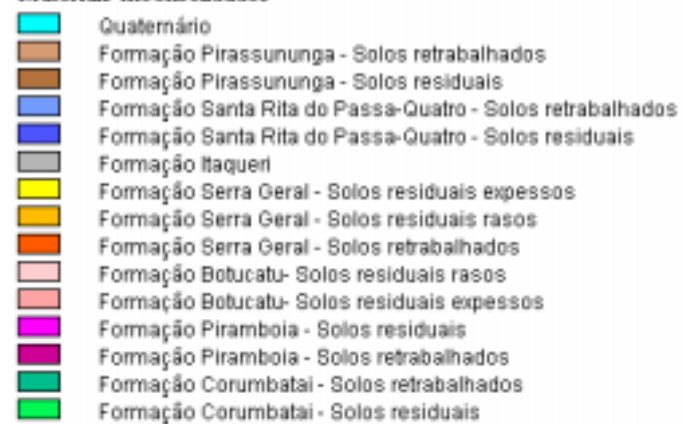 Quaternário
Formação Pirassununga - Solos retrabalhados
Formação Pirassununga - Solos residuais
Formação Santa Rita do Passa-Quatro - Solos retrabalhados
Formação Santa Rita do Passa-Quatro - Solos residuais
Formação Itaqueri
Formação Serra Geral - Solos residuais expessos
Formação Serra Geral - Solos residuais rasos
Formação Serra Geral - Solos retrabalhados
Formação Botucatu- Solos residuais rasos
Formação Botucatu- Solos residuais expessos
Formação Piramboia - Solos residuais
Formação Piramboia - Solos retrabalhados
Formação Corumbatai - Solos retrabalhados
Formação Corumbatai - Solos residuais